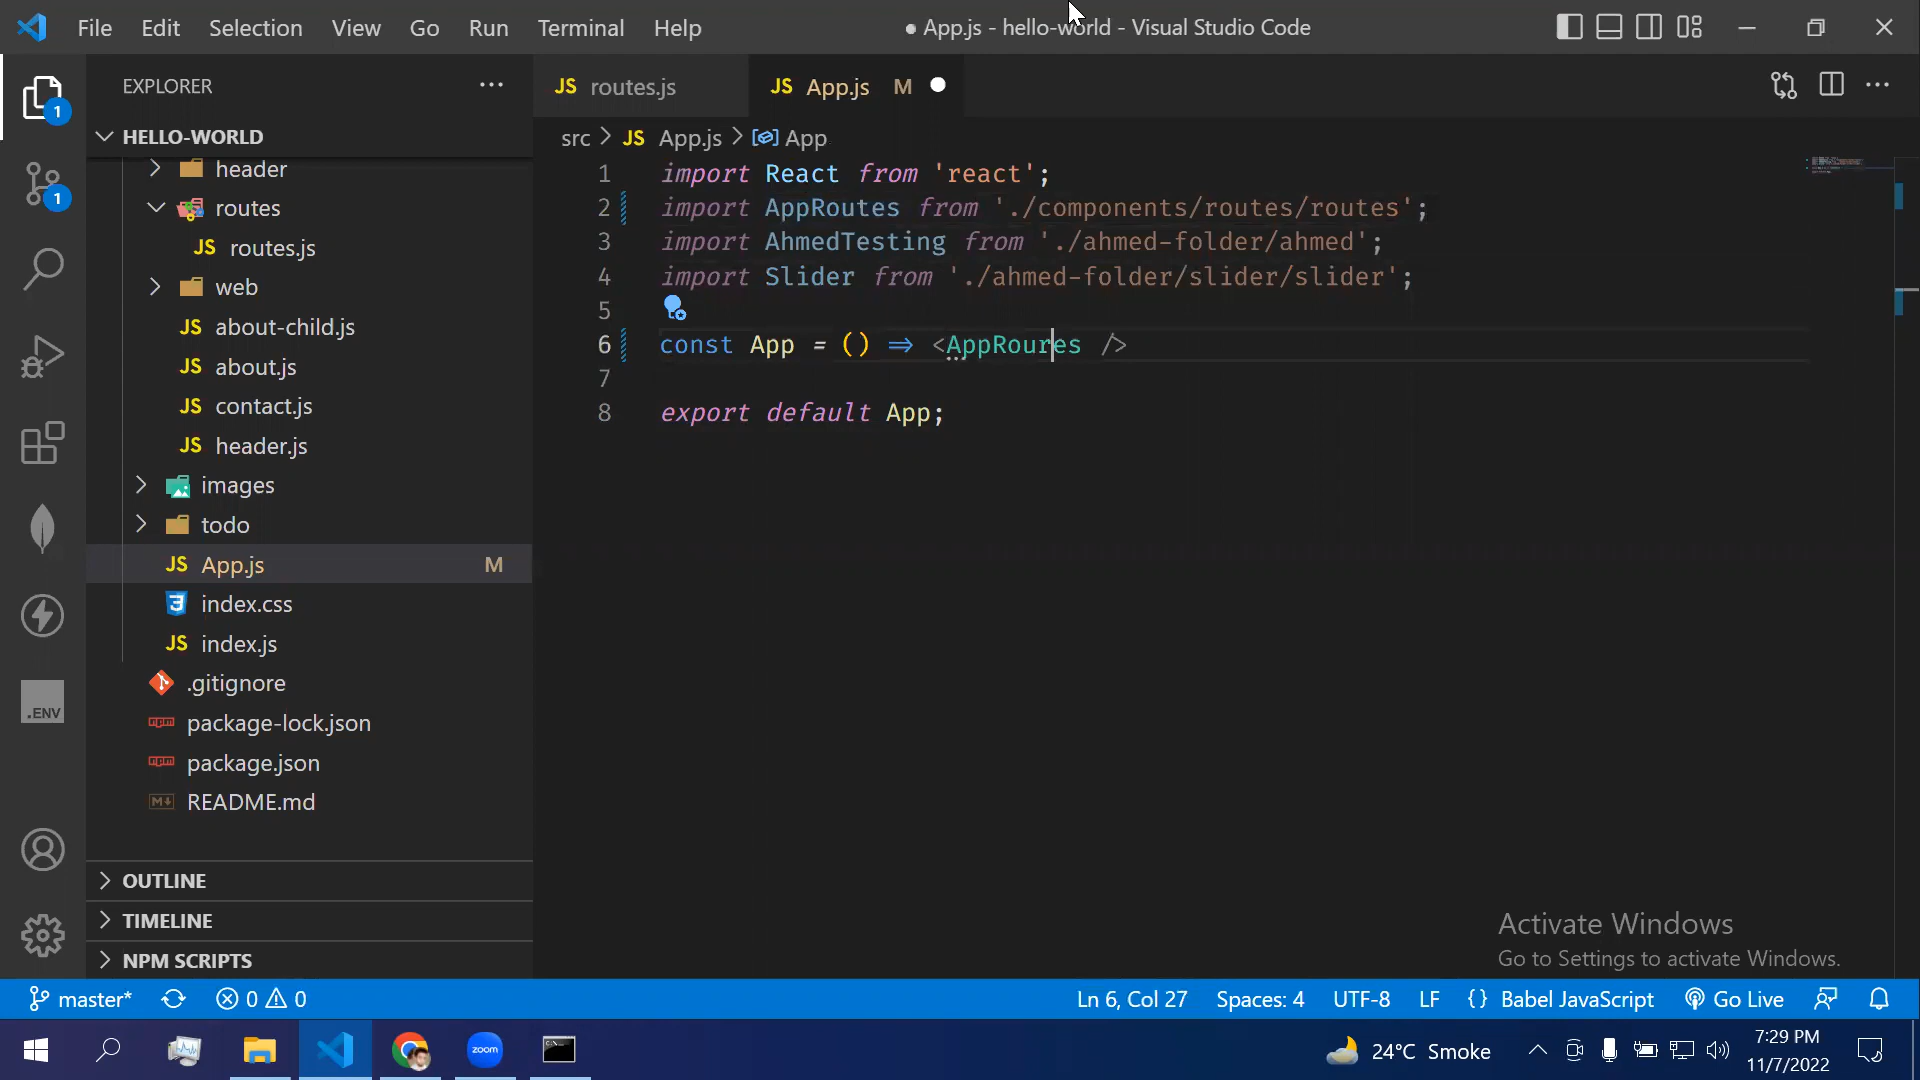 File Edit Selection View Go Run Terminal Help
● App.js - hello-world - Visual Studio Code
EXPLORER
JS routes.js
JS App.js M
HELLO-WORLD
src > JS App.js > App
header
routes
JS routes.js
web
JS about-child.js
JS about.js
JS contact.js
JS header.js
images
todo
JS App.js M
index.css
JS index.js
.gitignore
package-lock.json
package.json
README.md
OUTLINE
TIMELINE
NPM SCRIPTS
1
1
.ENV
1 import React from 'react';
2 import AppRoutes from './components/routes/routes';
3 import AhmedTesting from './ahmed-folder/ahmed';
4 import Slider from './ahmed-folder/slider/slider';
5
6 const App = () => <AppRoures />
7
8 export default App;
Activate Windows
Go to Settings to activate Windows.
master* 0 0 Ln 6, Col 27 Spaces: 4 UTF-8 LF {} Babel JavaScript Go Live
zoom
24°C Smoke
7:29 PM
11/7/2022